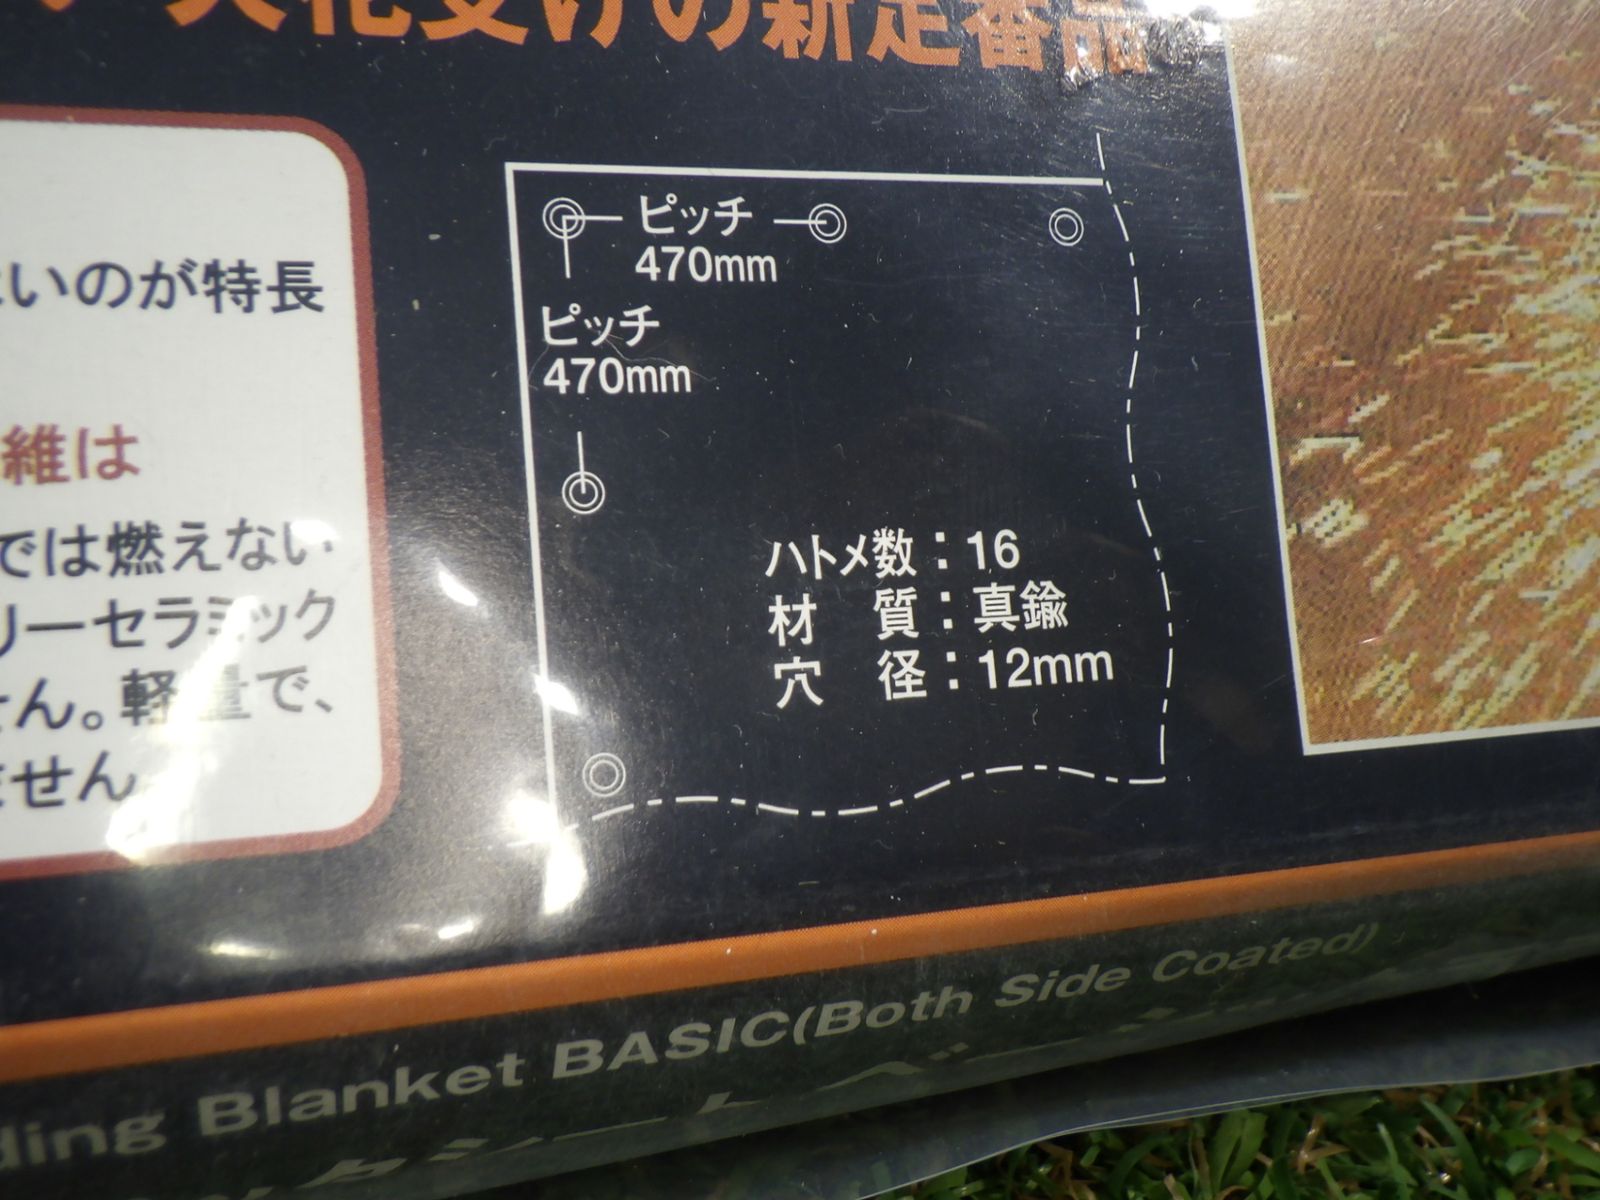 火花受けの新定番品
いのが特長
維は
では燃えない
リーセラミック
せん。軽量で、
ません
ピッチ
470mm
ピッチ
470mm
ハトメ数：16
材　質：真鍮
穴　径：12mm
ding Blanket BASIC(Both Side Coated)